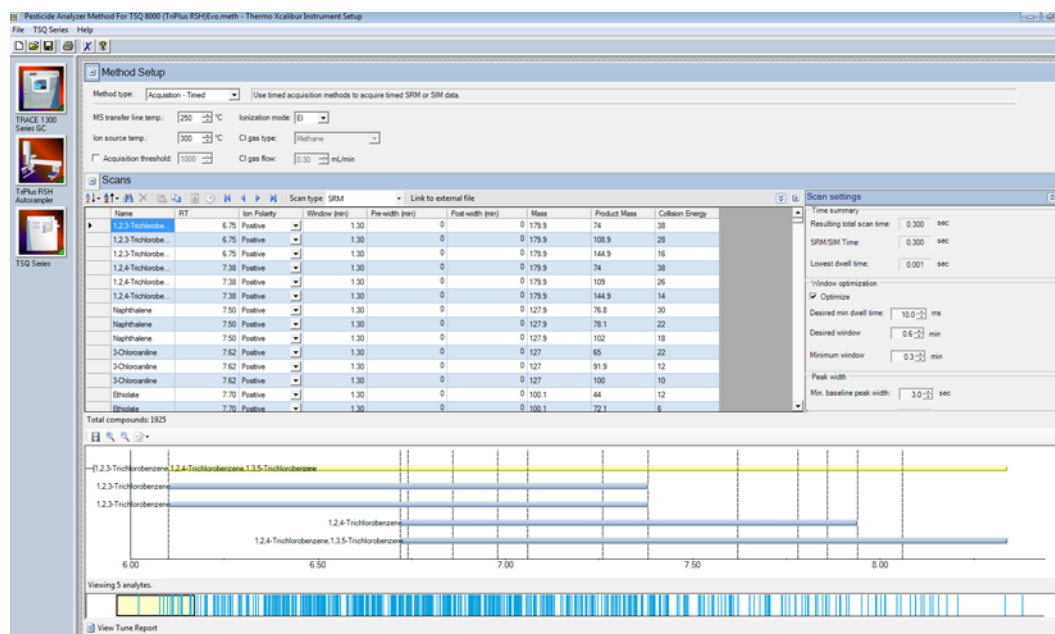 Pesticide Analyzer Method For TSQ 8000 (TriPlus RSH)Evo.meth - Thermo Xcalibur Instrument Setup
File TSQ Series Help
TRACE 1300 Series GC
TriPlus RSH Autosampler
TSQ Series
Method Setup
Method type: Acquisition - Timed Use timed acquisition methods to acquire timed SRM or SIM data.
MS transfer line temp.: 250 °C Ionization mode: EI
Ion source temp.: 300 °C CI gas type: Methane
Acquisition threshold: 1000 CI gas flow: 0.30 mL/min
Scans
Scan type SRM Link to external file
Name RT Ion Polarity Window (min) Pre-width (min) Post-width (min) Mass Product Mass Collision Energy
1,2,3-Trichlorobe... 6.75 Positive 1.30 0 0 179.9 74 38
1,2,3-Trichlorobe... 6.75 Positive 1.30 0 0 179.9 108.9 28
1,2,3-Trichlorobe... 6.75 Positive 1.30 0 0 179.9 144.9 16
1,2,4-Trichlorobe... 7.38 Positive 1.30 0 0 179.9 74 38
1,2,4-Trichlorobe... 7.38 Positive 1.30 0 0 179.9 109 26
1,2,4-Trichlorobe... 7.38 Positive 1.30 0 0 179.9 144.9 14
Naphthalene 7.50 Positive 1.30 0 0 127.9 76.8 30
Naphthalene 7.50 Positive 1.30 0 0 127.9 78.1 22
Naphthalene 7.50 Positive 1.30 0 0 127.9 102 18
3-Chloroaniline 7.62 Positive 1.30 0 0 127 65 22
3-Chloroaniline 7.62 Positive 1.30 0 0 127 91.9 12
3-Chloroaniline 7.62 Positive 1.30 0 0 127 100 10
Ethiolate 7.70 Positive 1.30 0 0 100.1 44 12
Ethiolate 7.70 Positive 1.30 0 0 100.1 72.1 6
Total compounds: 1925
Scan settings
Time summary
Resulting total scan time: 0.300 sec
SRM/SIM Time: 0.300 sec
Lowest dwell time: 0.001 sec
Window optimization
Optimize
Desired min dwell time: 10.0 ms
Desired window 0.6 min
Minimum window 0.3 min
Peak width
Min. baseline peak width: 3.0 sec
1,2,3-Trichlorobenzene,1,2,4-Trichlorobenzene,1,3,5-Trichlorobenzene
1,2,3-Trichlorobenzene
1,2,3-Trichlorobenzene
1,2,4-Trichlorobenzene
1,2,4-Trichlorobenzene,1,3,5-Trichlorobenzene
6.00 6.50 7.00 7.50 8.00
Viewing 5 analytes.
View Tune Report